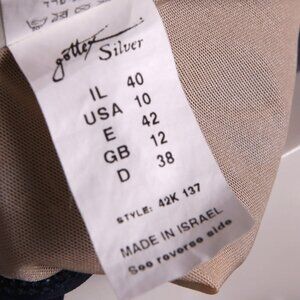 gottex
Silver
IL 40
USA 10
E 42
GB 12
D 38
STYLE: 42K 137
MADE IN ISRAEL
See reverse side